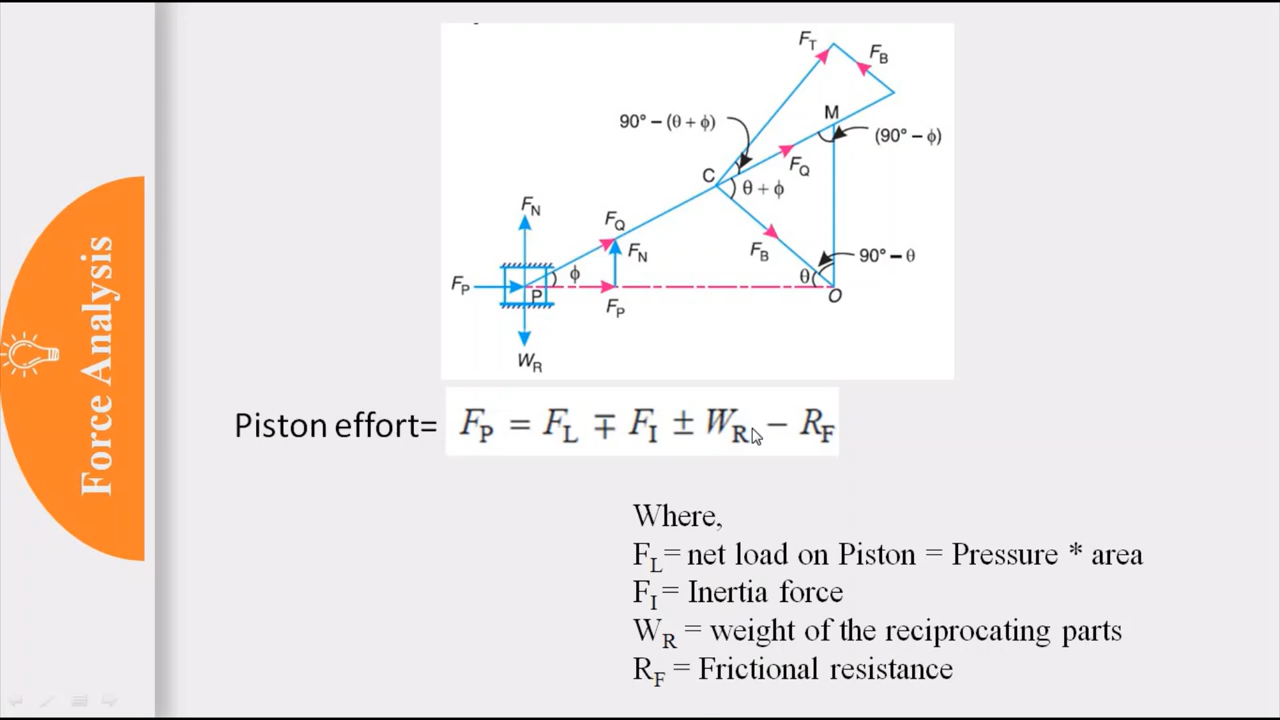 Force Analysis
F_T
F_B
M
90° – (θ + ϕ)
(90° – ϕ)
F_Q
C
θ + ϕ
F_N
F_Q
F_N
F_B
90° – θ
ϕ
θ
F_P
P
F_P
O
W_R
Piston effort= F_P = F_L ∓ F_I ± W_R – R_F
Where,
F_L= net load on Piston = Pressure * area
F_I= Inertia force
W_R = weight of the reciprocating parts
R_F = Frictional resistance